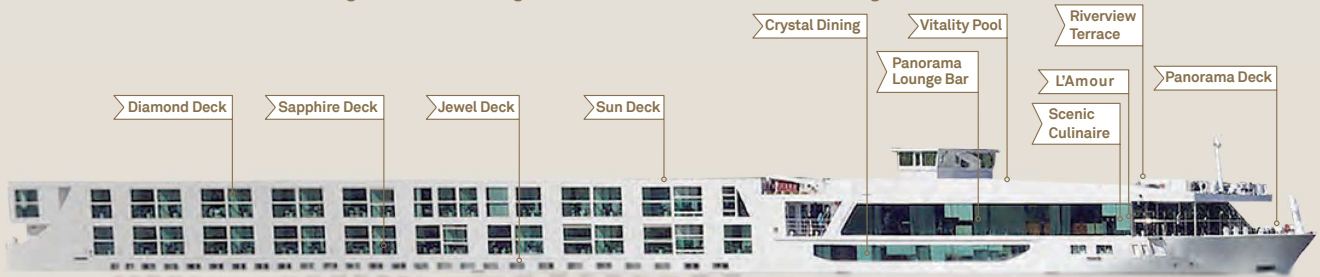 Crystal Dining
Vitality Pool
Riverview
Terrace
Panorama
Lounge Bar
L'Amour
Panorama Deck
Diamond Deck
Sapphire Deck
Jewel Deck
Sun Deck
Scenic
Culinaire